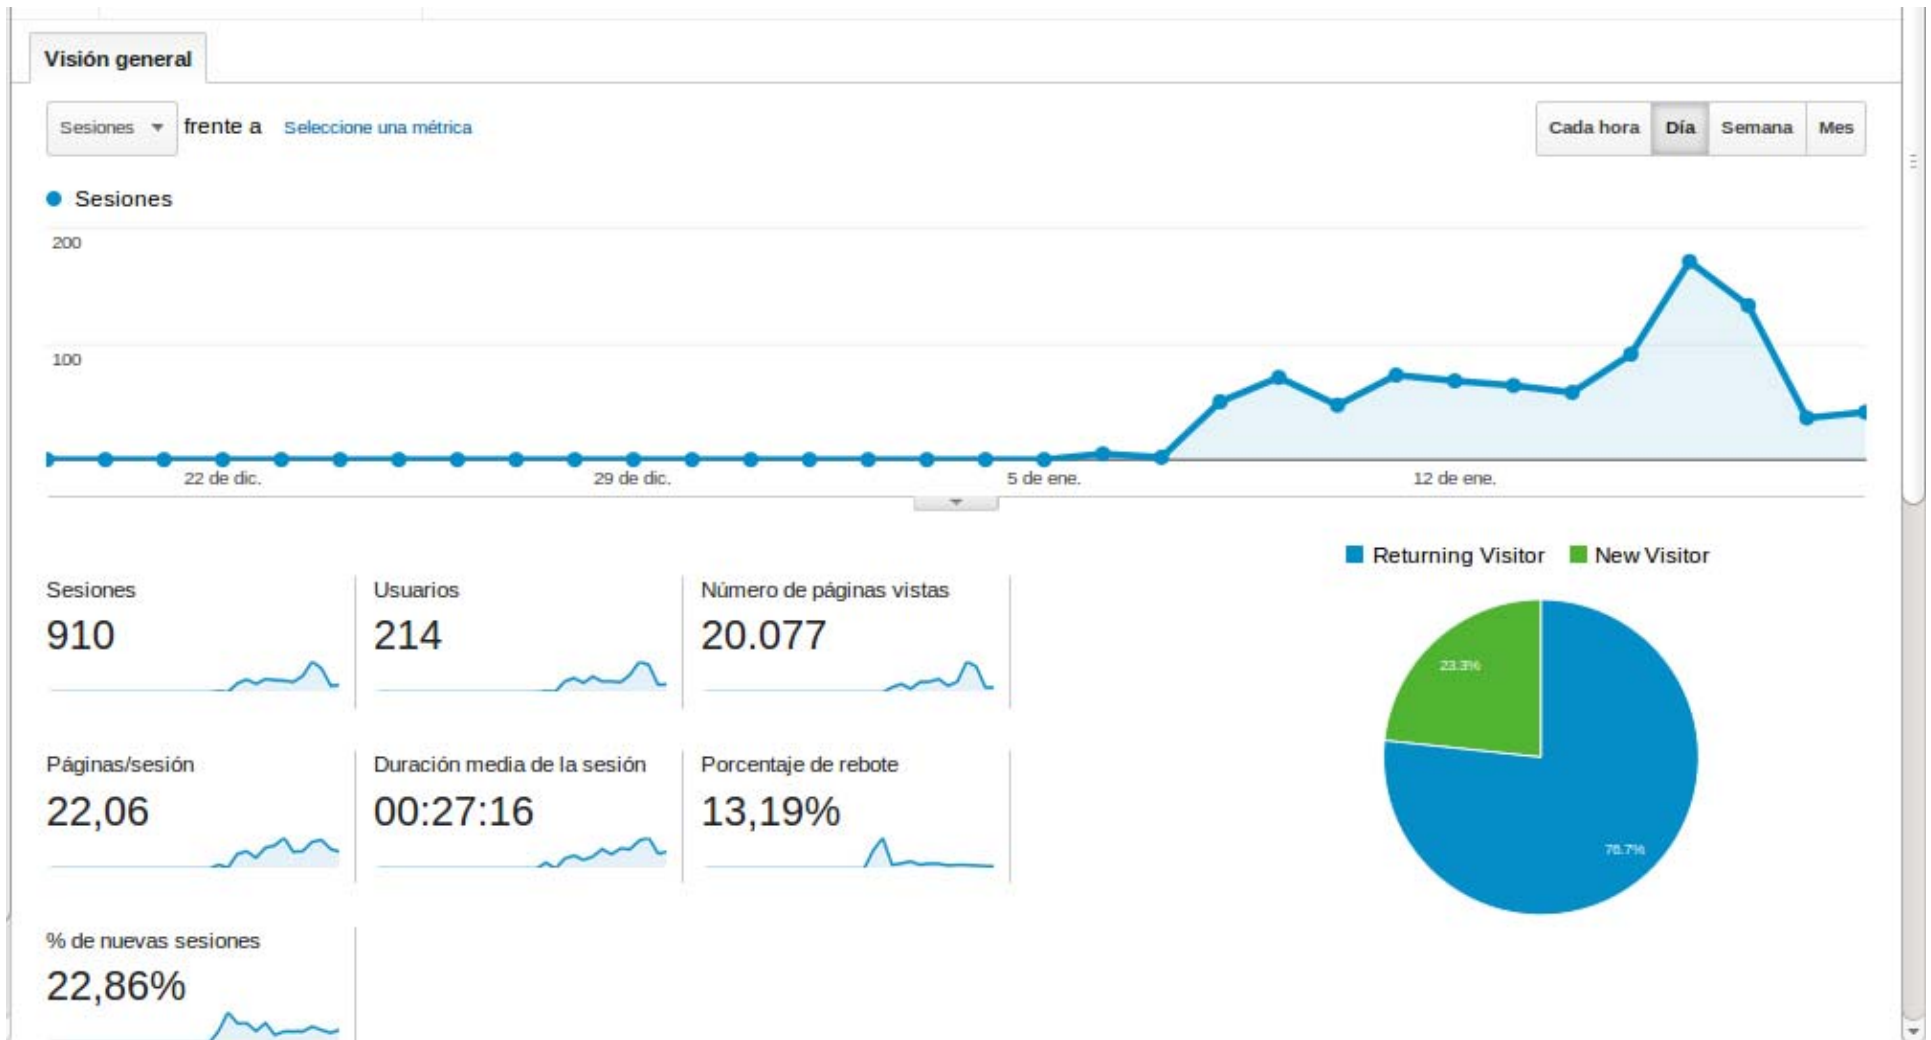 Visión general
Sesiones frente a Seleccione una métrica
Cada hora Día Semana Mes
Sesiones
200
100
22 de dic. 29 de dic. 5 de ene. 12 de ene.
Returning Visitor New Visitor
Sesiones Usuarios Número de páginas vistas
910 214 20.077
23.3%
Páginas/sesión Duración media de la sesión Porcentaje de rebote
22,06 00:27:16 13,19%
76.7%
% de nuevas sesiones
22,86%